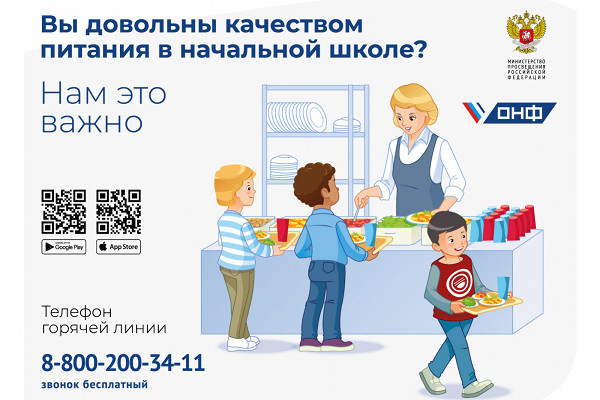 Вы довольны качеством
питания в начальной школе?
Нам это
важно
МИНИСТЕРСТВО
ПРОСВЕЩЕНИЯ
РОССИЙСКОЙ
ФЕДЕРАЦИИ
ОНФ
Google Play
App Store
Телефон
горячей линии
8-800-200-34-11
звонок бесплатный